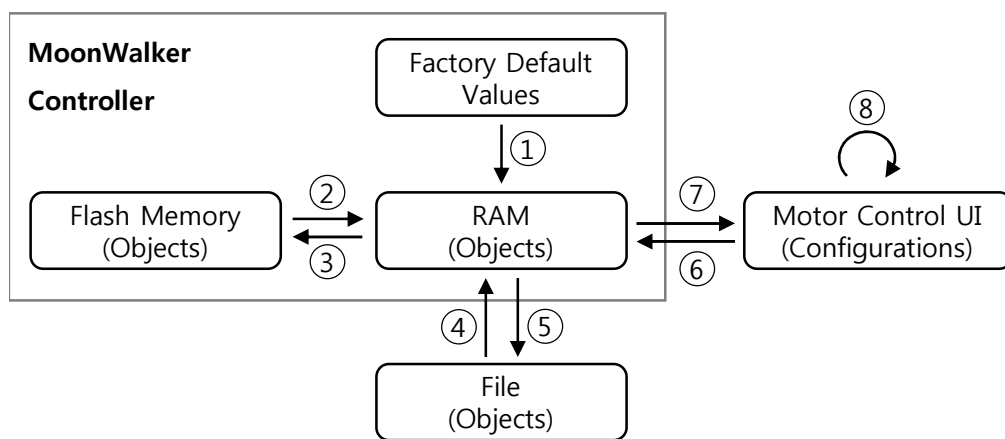 MoonWalker
Controller
Factory Default
Values
①
⑧
Flash Memory
(Objects)
②
③
RAM
(Objects)
⑦
⑥
Motor Control UI
(Configurations)
④
⑤
File
(Objects)